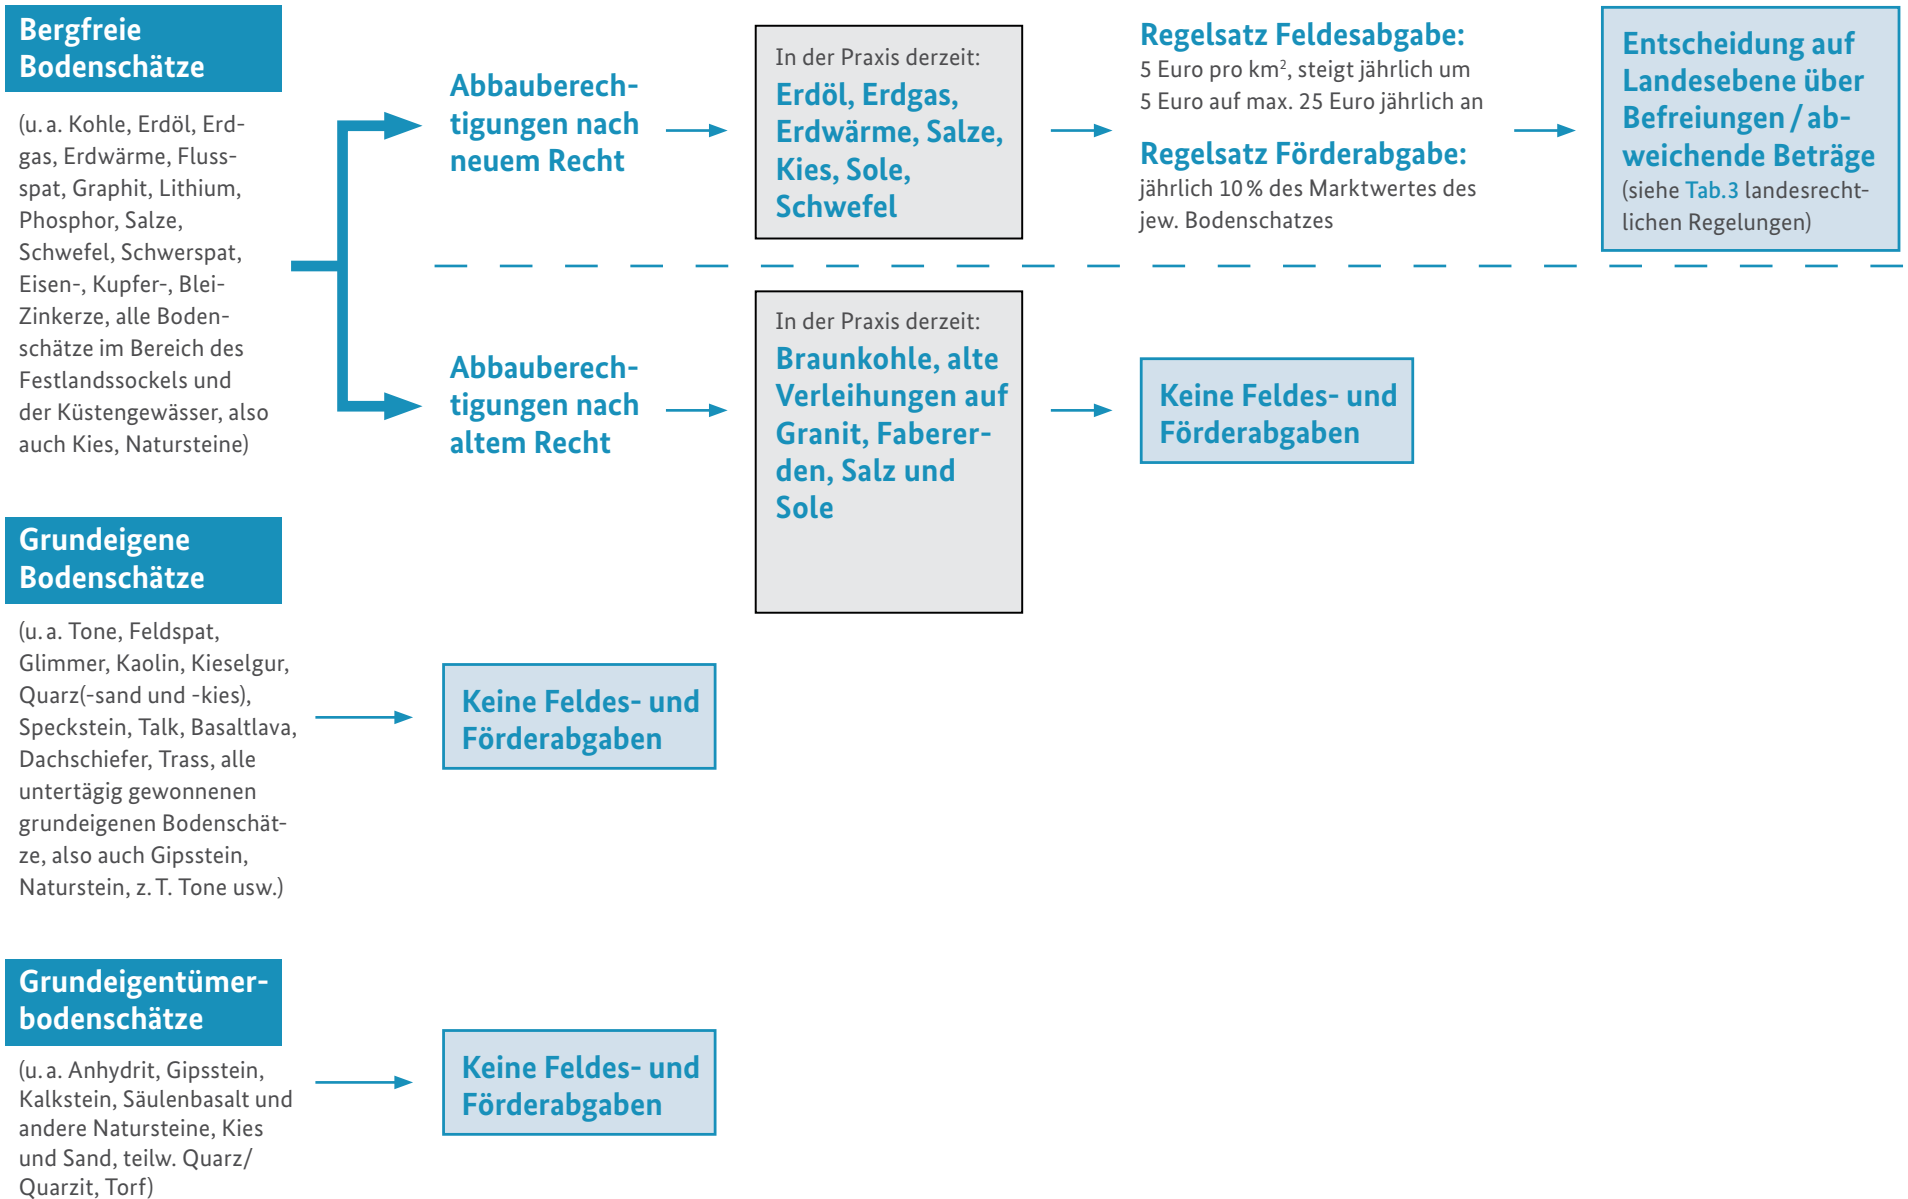 Bergfreie
Bodenschätze
(u. a. Kohle, Erdöl, Erd-
gas, Erdwärme, Fluss-
spat, Graphit, Lithium,
Phosphor, Salze,
Schwefel, Schwerspat,
Eisen-, Kupfer-, Blei-
Zinkerze, alle Boden-
schätze im Bereich des
Festlandssockels und
der Küstengewässer, also
auch Kies, Natursteine)
Abbauberech-
tigungen nach
neuem Recht
In der Praxis derzeit:
Erdöl, Erdgas,
Erdwärme, Salze,
Kies, Sole,
Schwefel
Regelsatz Feldesabgabe:
5 Euro pro km², steigt jährlich um
5 Euro auf max. 25 Euro jährlich an
Regelsatz Förderabgabe:
jährlich 10 % des Marktwertes des
jew. Bodenschatzes
Entscheidung auf
Landesebene über
Befreiungen / ab-
weichende Beträge
(siehe Tab.3 landesrecht-
lichen Regelungen)
Abbauberech-
tigungen nach
altem Recht
In der Praxis derzeit:
Braunkohle, alte
Verleihungen auf
Granit, Faberer-
den, Salz und
Sole
Keine Feldes- und
Förderabgaben
Grundeigene
Bodenschätze
(u. a. Tone, Feldspat,
Glimmer, Kaolin, Kieselgur,
Quarz(-sand und -kies),
Speckstein, Talk, Basaltlava,
Dachschiefer, Trass, alle
untertägig gewonnenen
grundeigenen Bodenschät-
ze, also auch Gipsstein,
Naturstein, z. T. Tone usw.)
Keine Feldes- und
Förderabgaben
Grundeigentümer-
bodenschätze
(u. a. Anhydrit, Gipsstein,
Kalkstein, Säulenbasalt und
andere Natursteine, Kies
und Sand, teilw. Quarz/
Quarzit, Torf)
Keine Feldes- und
Förderabgaben